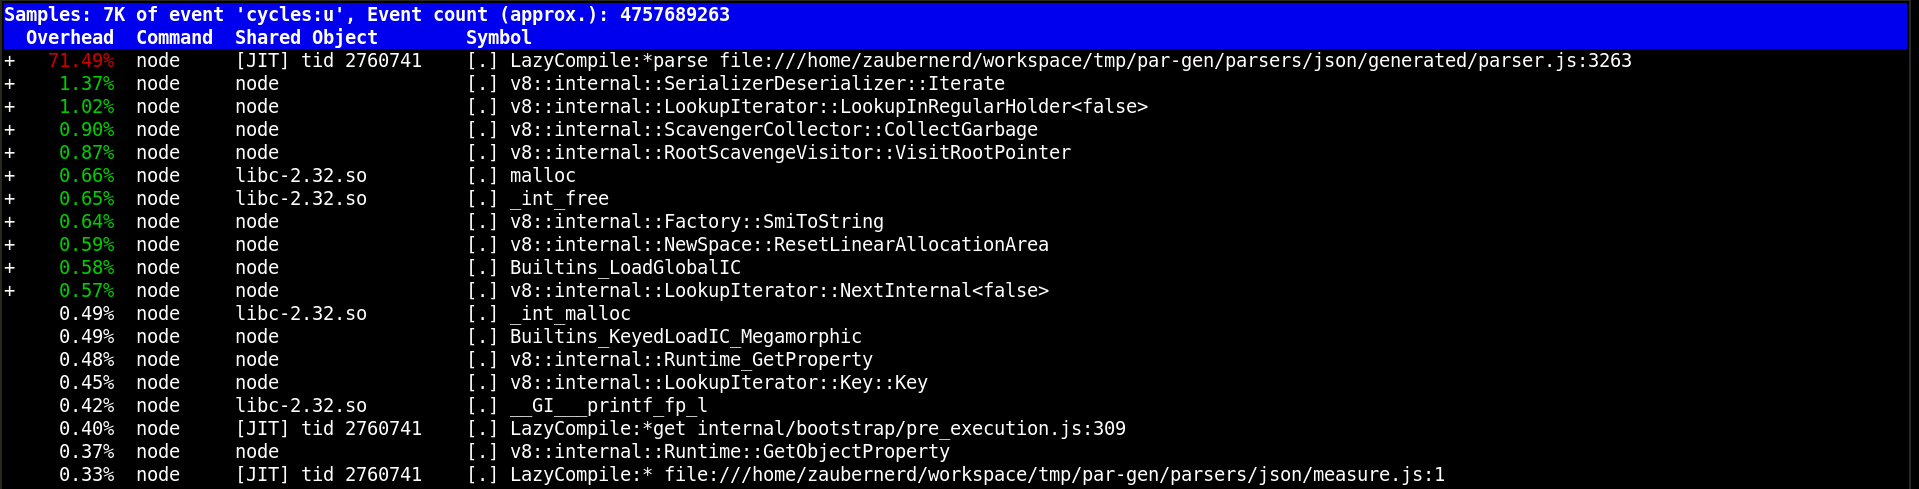 Samples: 7K of event 'cycles:u', Event count (approx.): 4757689263
  Overhead  Command  Shared Object        Symbol
+   71.49%  node     [JIT] tid 2760741    [.] LazyCompile:*parse file:///home/zaubernerd/workspace/tmp/par-gen/parsers/json/generated/parser.js:3263
+    1.37%  node     node                 [.] v8::internal::SerializerDeserializer::Iterate
+    1.02%  node     node                 [.] v8::internal::LookupIterator::LookupInRegularHolder<false>
+    0.90%  node     node                 [.] v8::internal::ScavengerCollector::CollectGarbage
+    0.87%  node     node                 [.] v8::internal::RootScavengeVisitor::VisitRootPointer
+    0.66%  node     libc-2.32.so         [.] malloc
+    0.65%  node     libc-2.32.so         [.] _int_free
+    0.64%  node     node                 [.] v8::internal::Factory::SmiToString
+    0.59%  node     node                 [.] v8::internal::NewSpace::ResetLinearAllocationArea
+    0.58%  node     node                 [.] Builtins_LoadGlobalIC
+    0.57%  node     node                 [.] v8::internal::LookupIterator::NextInternal<false>
     0.49%  node     libc-2.32.so         [.] _int_malloc
     0.49%  node     node                 [.] Builtins_KeyedLoadIC_Megamorphic
     0.48%  node     node                 [.] v8::internal::Runtime_GetProperty
     0.45%  node     node                 [.] v8::internal::LookupIterator::Key::Key
     0.42%  node     libc-2.32.so         [.] __GI___printf_fp_l
     0.40%  node     [JIT] tid 2760741    [.] LazyCompile:*get internal/bootstrap/pre_execution.js:309
     0.37%  node     node                 [.] v8::internal::Runtime::GetObjectProperty
     0.33%  node     [JIT] tid 2760741    [.] LazyCompile:* file:///home/zaubernerd/workspace/tmp/par-gen/parsers/json/measure.js:1